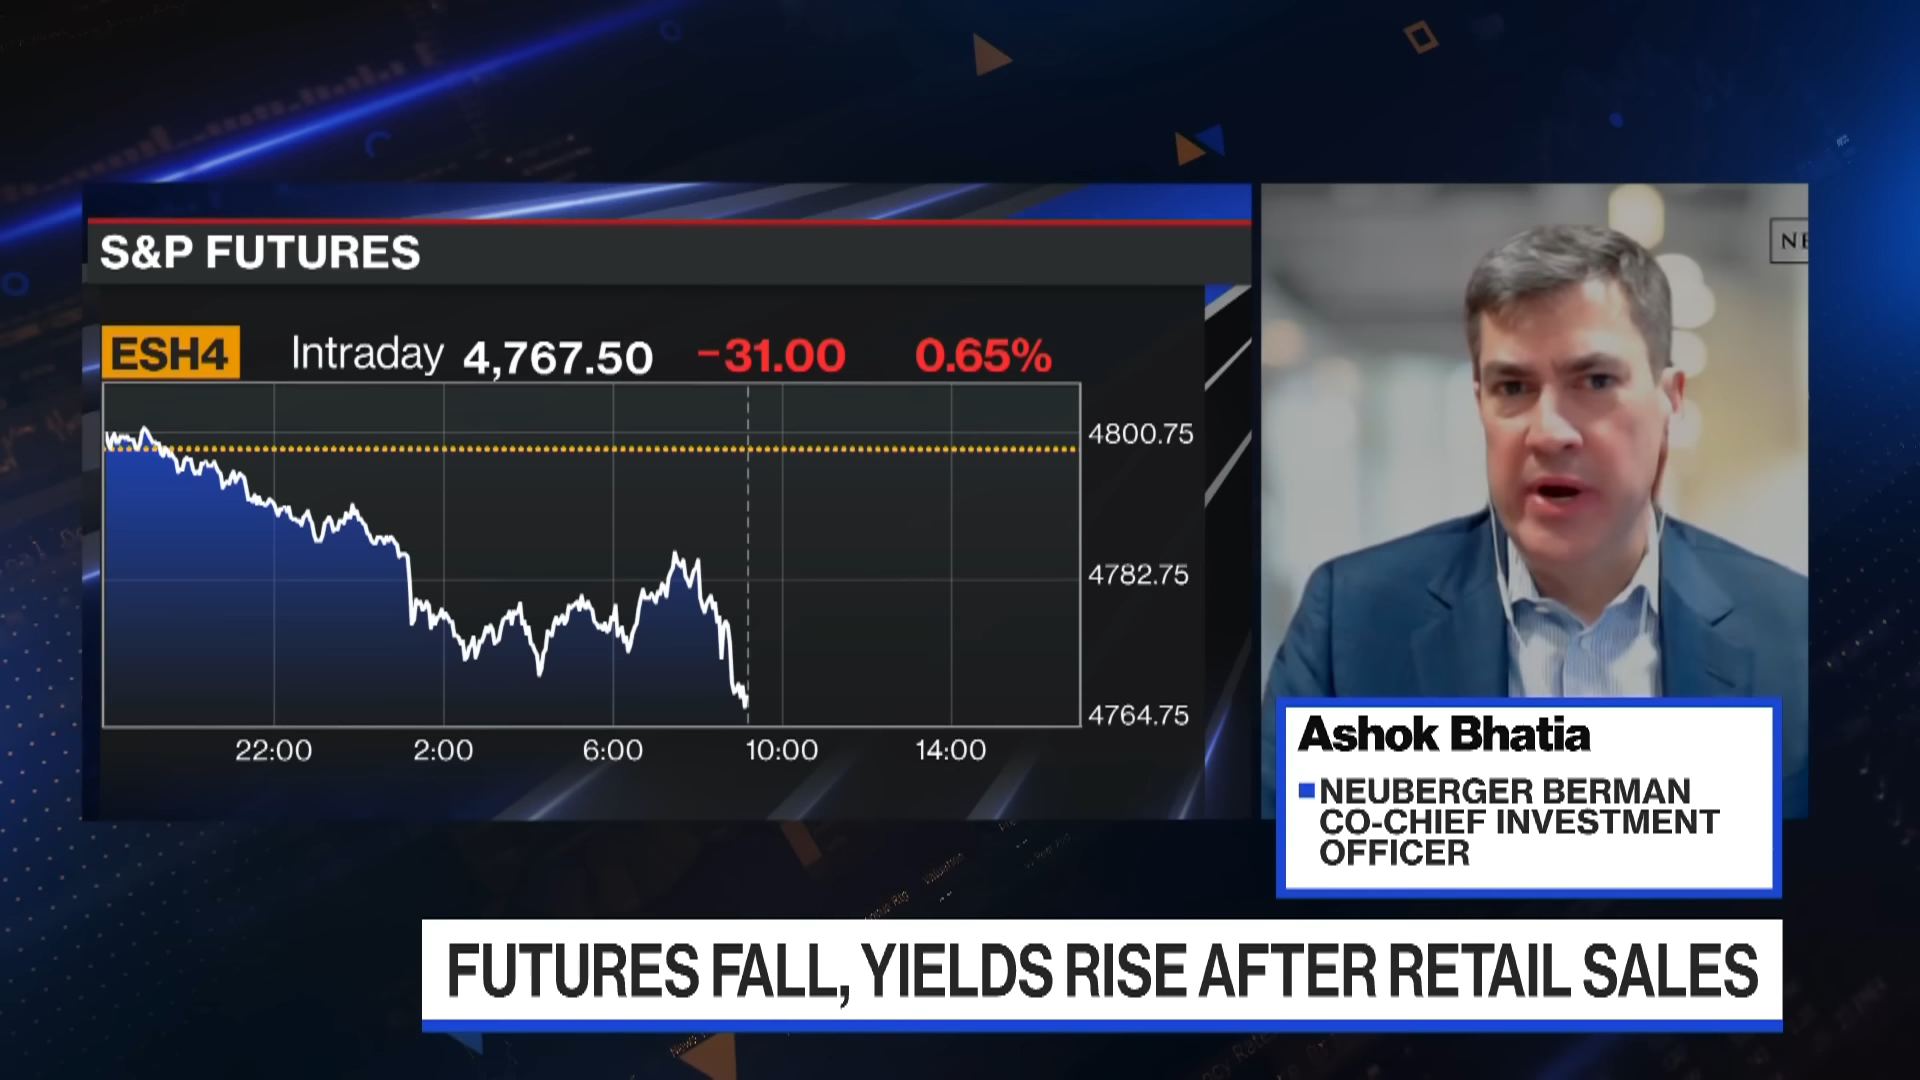 S&P FUTURES
ESH4 Intraday 4,767.50 -31.00 0.65%
4800.75
4782.75
4764.75
22:00 2:00 6:00 10:00 14:00
NE
Ashok Bhatia
NEUBERGER BERMAN
CO-CHIEF INVESTMENT
OFFICER
FUTURES FALL, YIELDS RISE AFTER RETAIL SALES